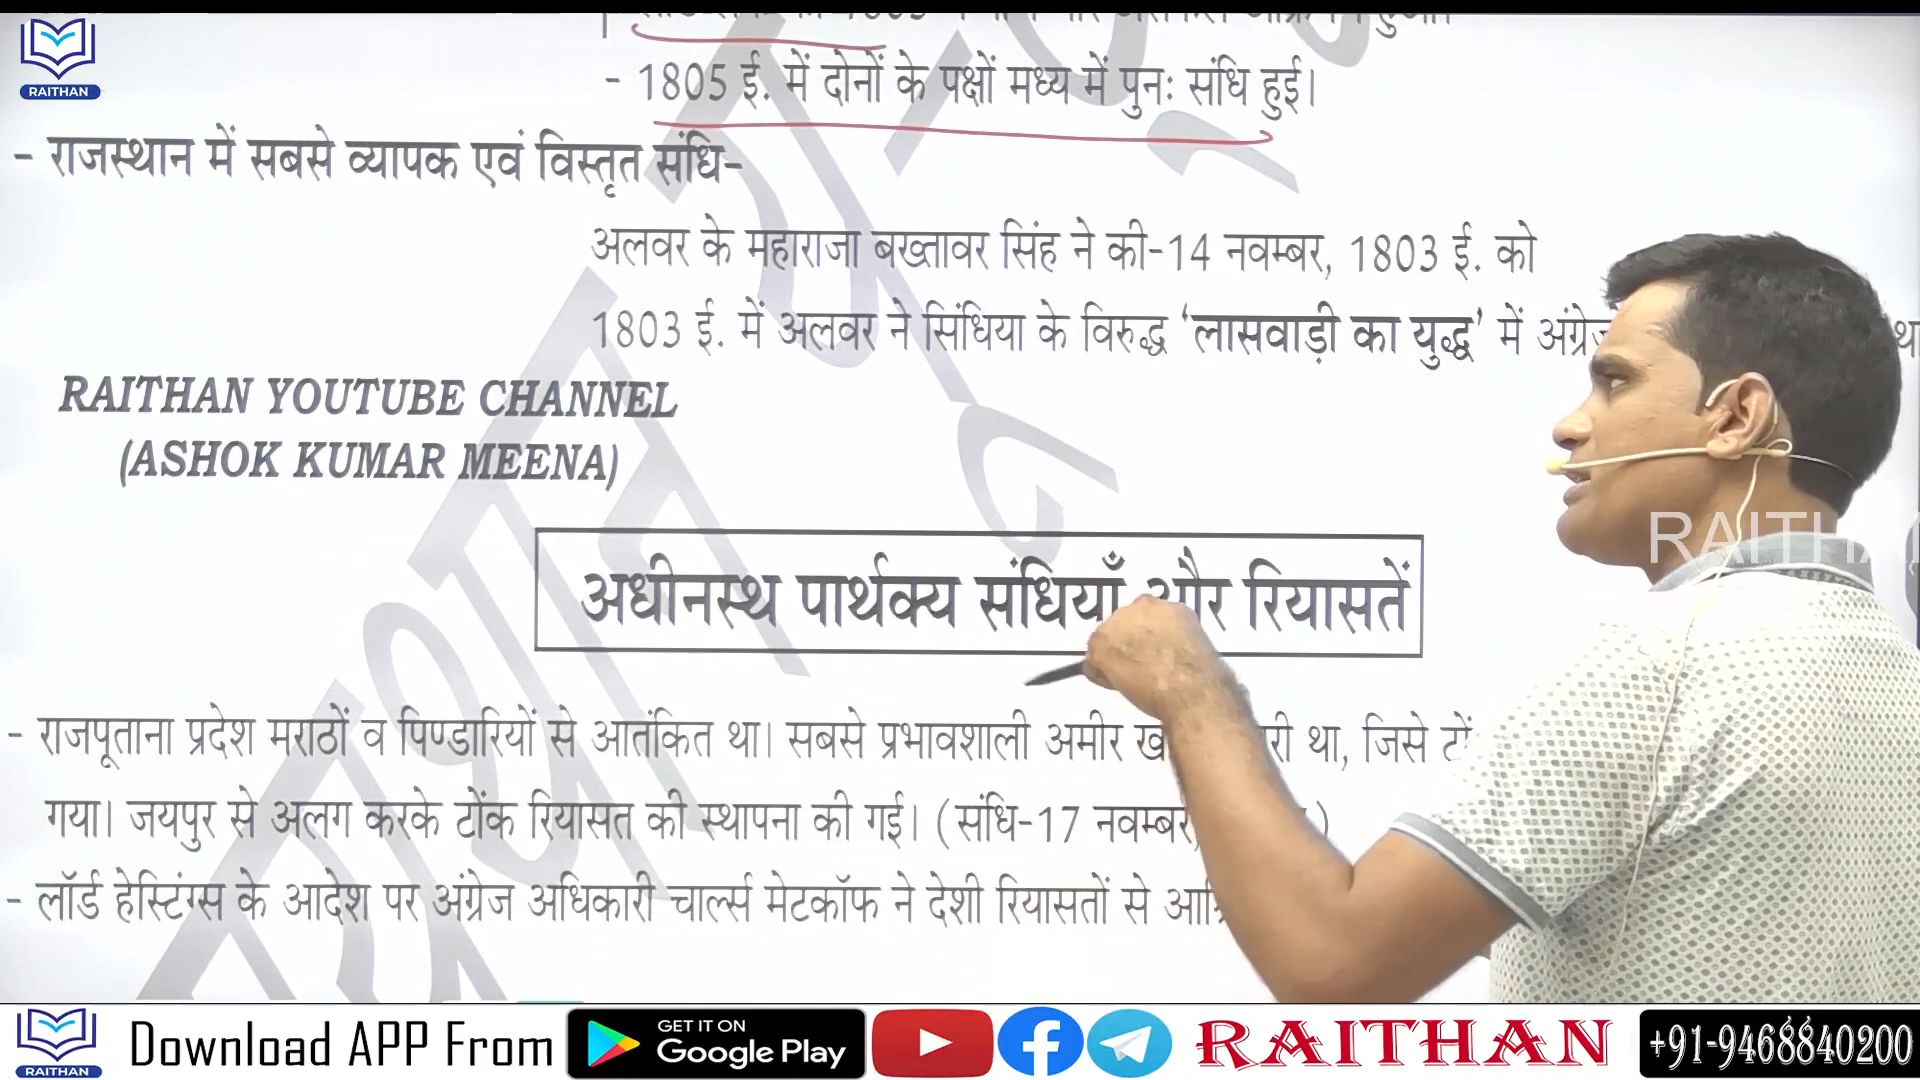 RAITHAN
- 1805 ई. में दोनों के पक्षों मध्य में पुनः संधि हुई।
- राजस्थान में सबसे व्यापक एवं विस्तृत संधि-
अलवर के महाराजा बख्तावर सिंह ने की-14 नवम्बर, 1803 ई. को
1803 ई. में अलवर ने सिंधिया के विरुद्ध 'लासवाड़ी का युद्ध' में
RAITHAN YOUTUBE CHANNEL
(ASHOK KUMAR MEENA)
RAITHAN
अधीनस्थ पार्थक्य संधियाँ और रियासतें
- राजपूताना प्रदेश मराठों व पिण्डारियों से आतंकित था। सबसे प्रभावशाली अमीर था, जिसे
गया। जयपुर से अलग करके टोंक रियासत की स्थापना की गई। (संधि-17 नवम्बर,
- लॉर्ड हेस्टिंग्स के आदेश पर अंग्रेज अधिकारी चार्ल्स मेटकॉफ ने देशी रियासतों से
RAITHAN
Download APP From
GET IT ON
Google Play
RAITHAN
+91-9468840200